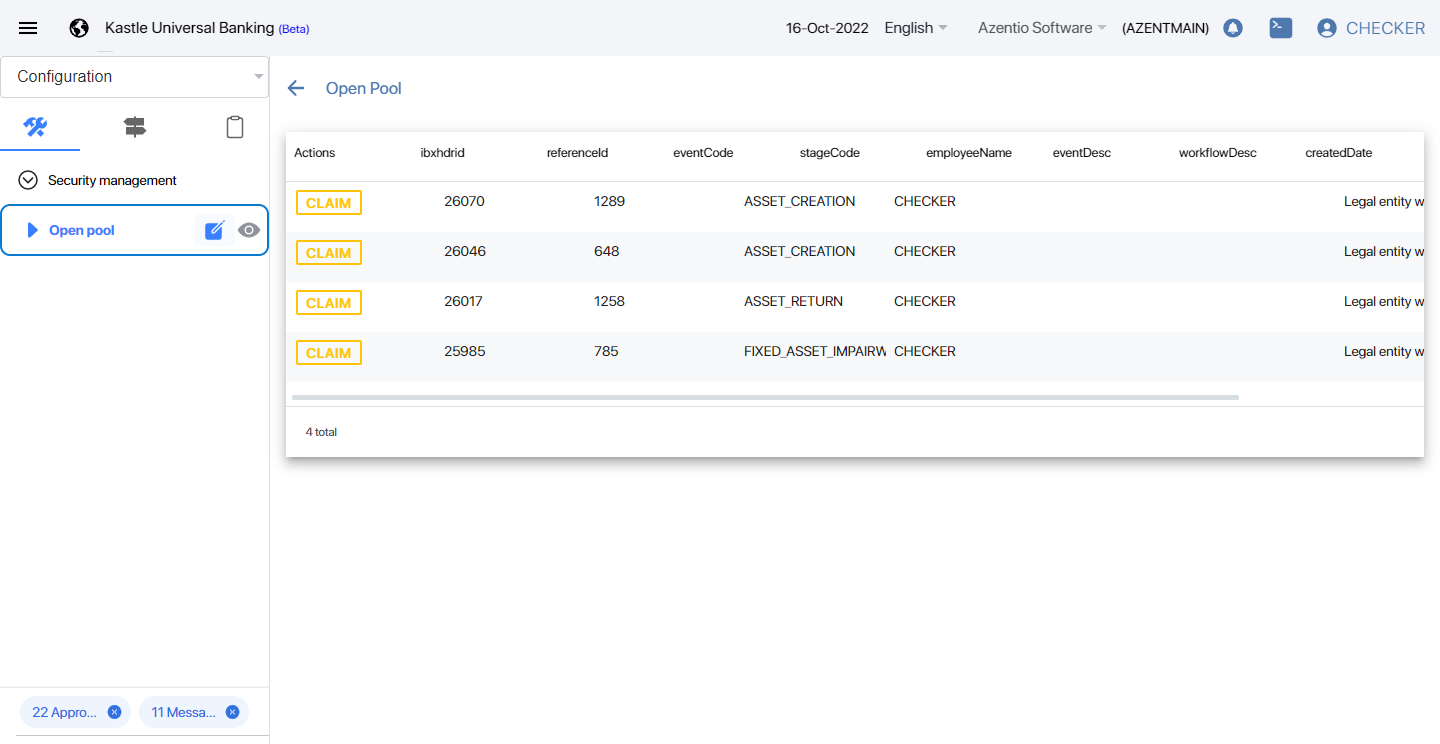 Kastle Universal Banking (Beta) 16-Oct-2022 English Azentio Software (AZENTMAIN) CHECKER
Configuration
Open Pool
Security management
Open pool
Actions ibxhdrid referenceId eventCode stageCode employeeName eventDesc workflowDesc createdDate
CLAIM 26070 1289 ASSET_CREATION CHECKER Legal entity w
CLAIM 26046 648 ASSET_CREATION CHECKER Legal entity w
CLAIM 26017 1258 ASSET_RETURN CHECKER Legal entity w
CLAIM 25985 785 FIXED_ASSET_IMPAIRW CHECKER Legal entity w
4 total
22 Appro... 11 Messa...